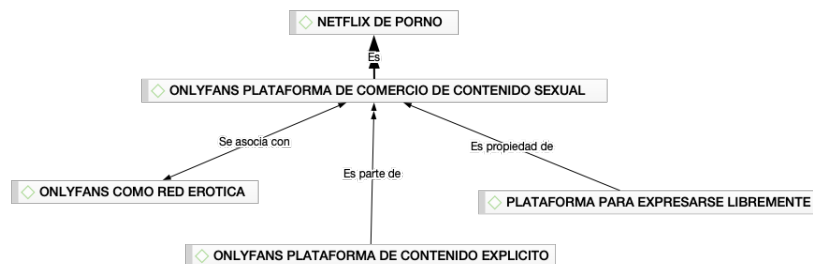 NETFLIX DE PORNO
Es
ONLYFANS PLATAFORMA DE COMERCIO DE CONTENIDO SEXUAL
Se asocia con
Es propiedad de
Es parte de
ONLYFANS COMO RED EROTICA
PLATAFORMA PARA EXPRESARSE LIBREMENTE
ONLYFANS PLATAFORMA DE CONTENIDO EXPLICITO